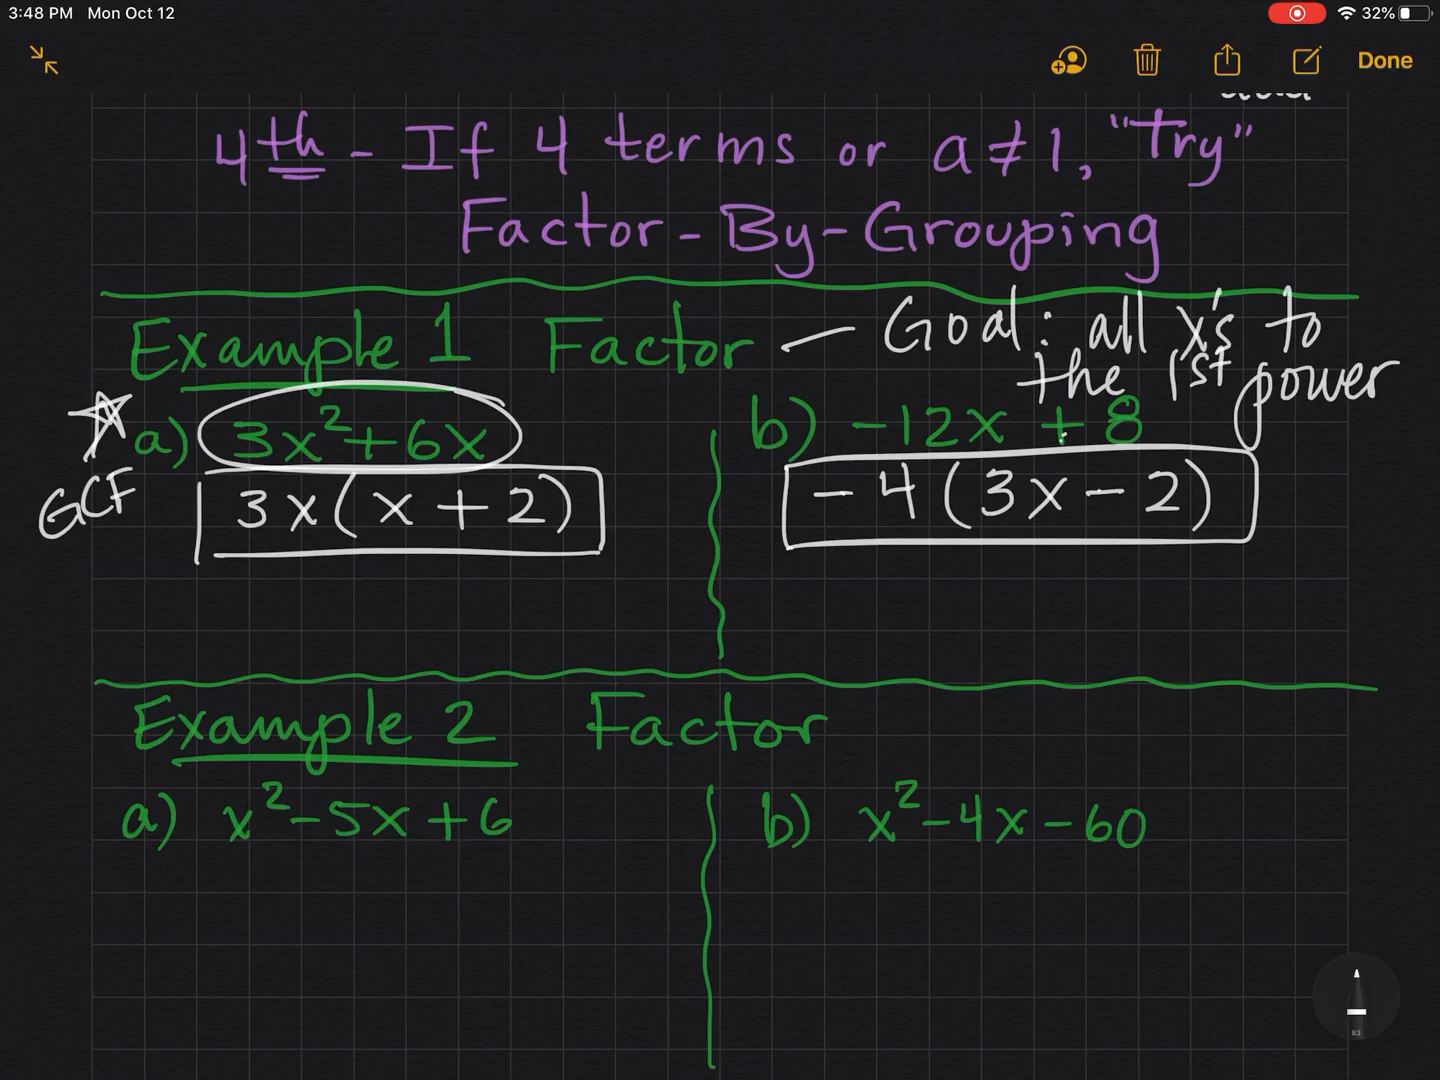 3:48 PM Mon Oct 12
32%
Done
4th - If 4 terms or a ≠ 1, "Try"
Factor-By-Grouping
Example 1 Factor — Goal: all x's to
the 1st power
a) 3x²+6x
b) -12x + 8
GCF 3x(x+2)
-4(3x-2)
Example 2 Factor
a) x²-5x+6
b) x²-4x-60
83